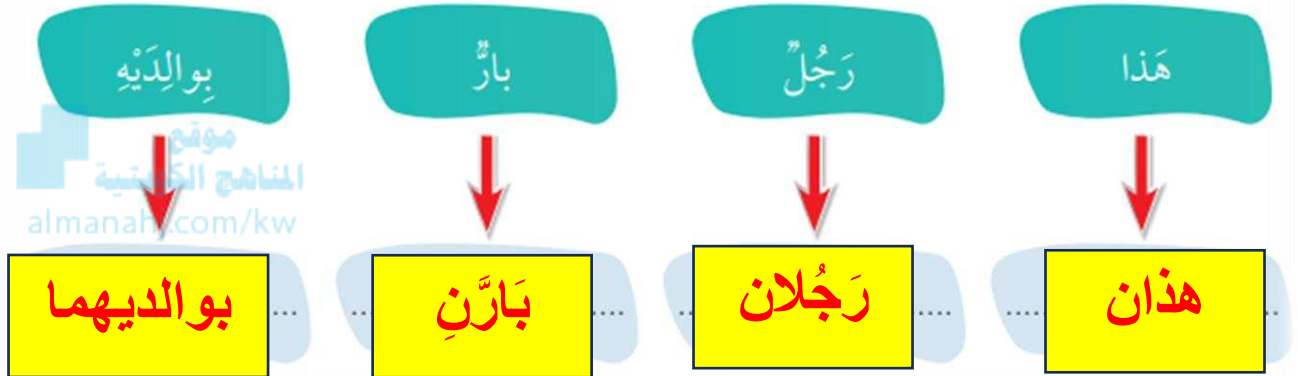 هَذا رَجُلٌ بارٌّ بِوالِدَيْهِ
موقع
المناهج الكويتية
almanahj.com/kw
هذان رَجُلان بَارَّنِ بوالديهما